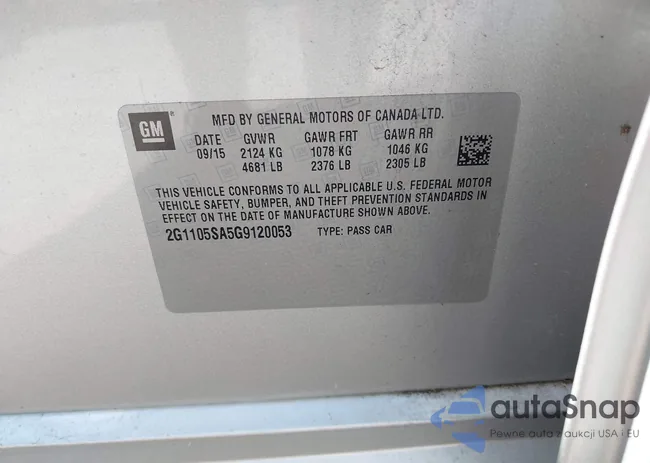 GM
MFD BY GENERAL MOTORS OF CANADA LTD.
DATE GVWR GAWR FRT GAWR RR
09/15 2124 KG 1078 KG 1046 KG
4681 LB 2376 LB 2305 LB
THIS VEHICLE CONFORMS TO ALL APPLICABLE U.S. FEDERAL MOTOR
VEHICLE SAFETY, BUMPER, AND THEFT PREVENTION STANDARDS IN
EFFECT ON THE DATE OF MANUFACTURE SHOWN ABOVE.
2G1105SA5G9120053 TYPE: PASS CAR
autaSnap
Pewne auta z aukcji USA i EU